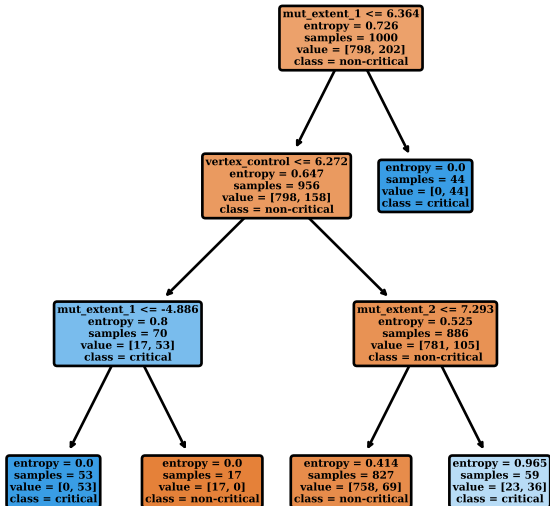 mut_extent_1 <= 6.364
entropy = 0.726
samples = 1000
value = [798, 202]
class = non-critical
vertex_control <= 6.272
entropy = 0.647
samples = 956
value = [798, 158]
class = non-critical
entropy = 0.0
samples = 44
value = [0, 44]
class = critical
mut_extent_1 <= -4.886
entropy = 0.8
samples = 70
value = [17, 53]
class = critical
mut_extent_2 <= 7.293
entropy = 0.525
samples = 886
value = [781, 105]
class = non-critical
entropy = 0.0
samples = 53
value = [0, 53]
class = critical
entropy = 0.0
samples = 17
value = [17, 0]
class = non-critical
entropy = 0.414
samples = 827
value = [758, 69]
class = non-critical
entropy = 0.965
samples = 59
value = [23, 36]
class = critical